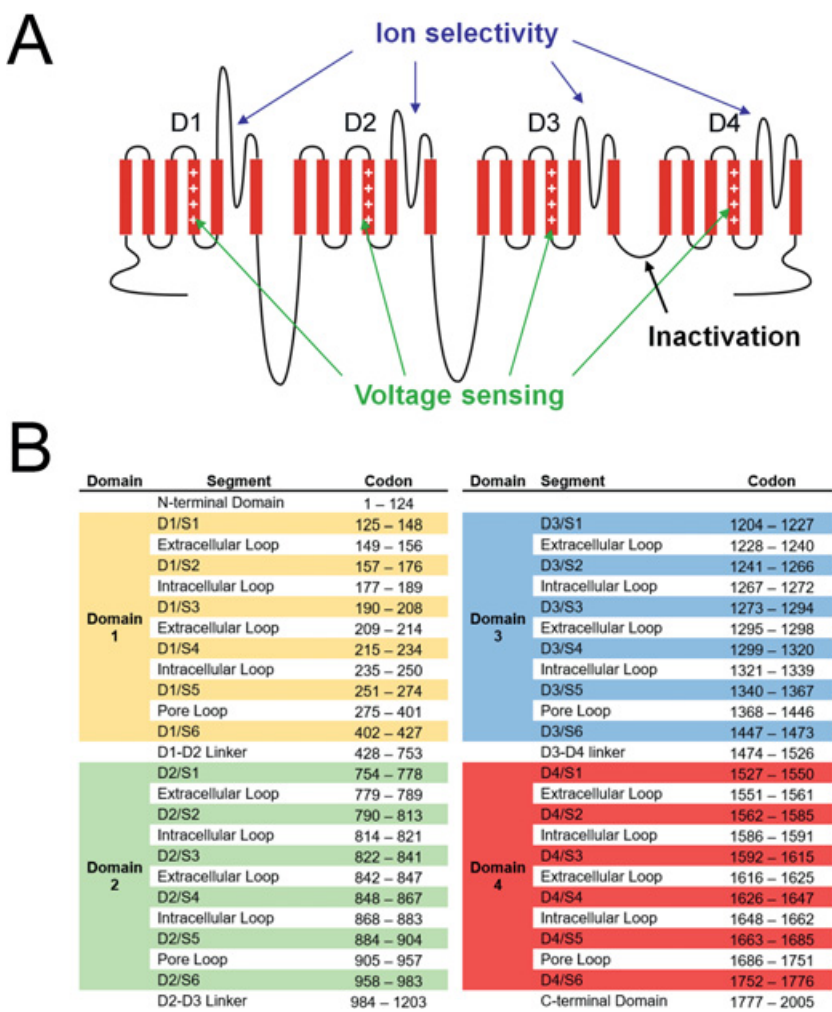 A
Ion selectivity
D1 D2 D3 D4
+ + + +
+ + + +
+ + + +
+ + + +
Inactivation
Voltage sensing
B
Domain Segment Codon Domain Segment Codon
N-terminal Domain 1 – 124
D1/S1 125 – 148 D3/S1 1204 – 1227
Extracellular Loop 149 – 156 Extracellular Loop 1228 – 1240
D1/S2 157 – 176 D3/S2 1241 – 1266
Intracellular Loop 177 – 189 Intracellular Loop 1267 – 1272
D1/S3 190 – 208 D3/S3 1273 – 1294
Domain 1 Extracellular Loop 209 – 214 Domain 3 Extracellular Loop 1295 – 1298
D1/S4 215 – 234 D3/S4 1299 – 1320
Intracellular Loop 235 – 250 Intracellular Loop 1321 – 1339
D1/S5 251 – 274 D3/S5 1340 – 1367
Pore Loop 275 – 401 Pore Loop 1368 – 1446
D1/S6 402 – 427 D3/S6 1447 – 1473
D1-D2 Linker 428 – 753 D3-D4 linker 1474 – 1526
D2/S1 754 – 778 D4/S1 1527 – 1550
Extracellular Loop 779 – 789 Extracellular Loop 1551 – 1561
D2/S2 790 – 813 D4/S2 1562 – 1585
Intracellular Loop 814 – 821 Intracellular Loop 1586 – 1591
D2/S3 822 – 841 D4/S3 1592 – 1615
Domain 2 Extracellular Loop 842 – 847 Domain 4 Extracellular Loop 1616 – 1625
D2/S4 848 – 867 D4/S4 1626 – 1647
Intracellular Loop 868 – 883 Intracellular Loop 1648 – 1662
D2/S5 884 – 904 D4/S5 1663 – 1685
Pore Loop 905 – 957 Pore Loop 1686 – 1751
D2/S6 958 – 983 D4/S6 1752 – 1776
D2-D3 Linker 984 – 1203 C-terminal Domain 1777 – 2005